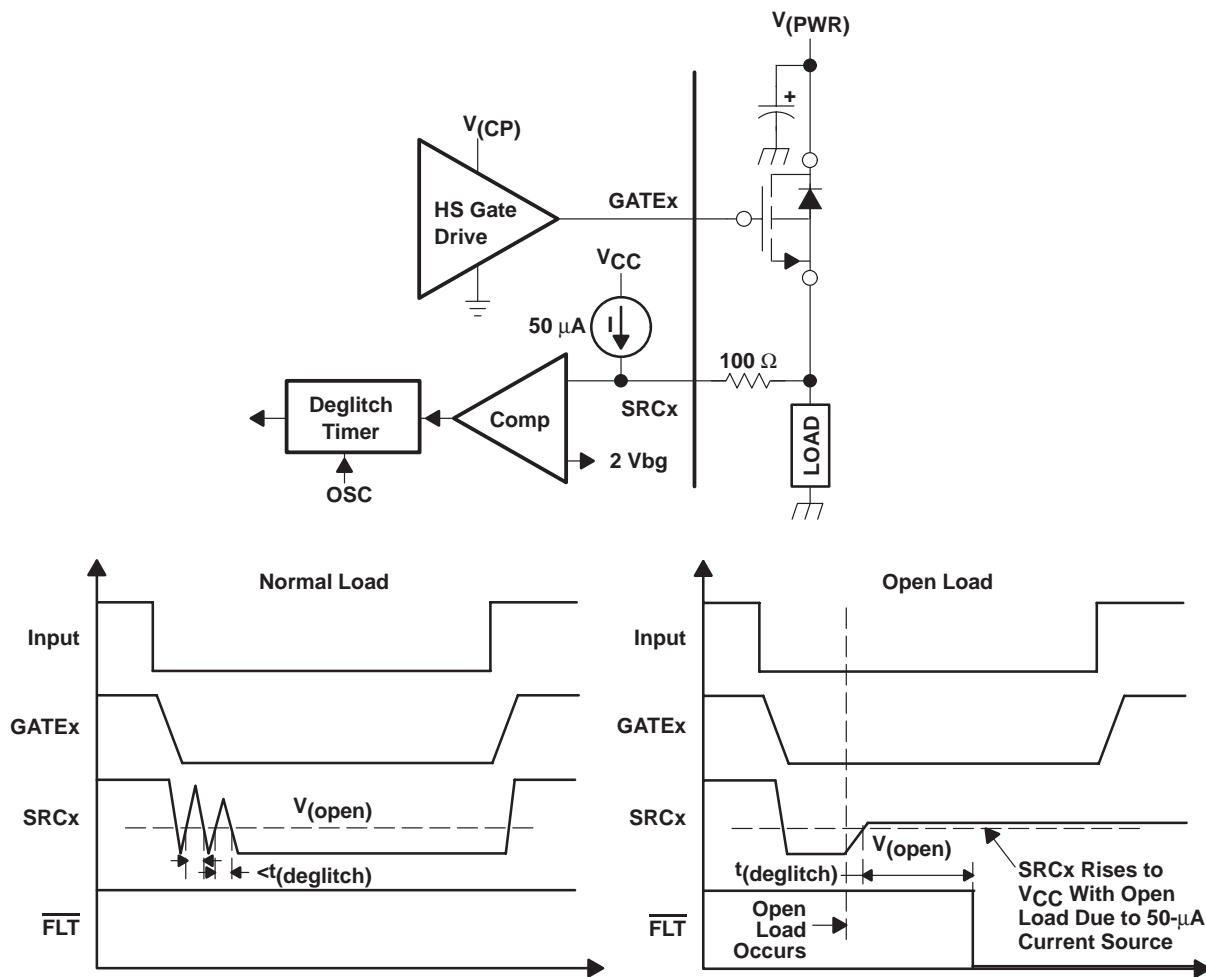 V(PWR)
+
V(CP)
HS Gate
Drive
GATEx
VCC
50 μA
I
100 Ω
SRCx
Deglitch
Timer
Comp
2 Vbg
OSC
LOAD
Normal Load
Input
GATEx
SRCx
V(open)
<t(deglitch)
FLT
Open Load
Input
GATEx
SRCx
V(open)
t(deglitch)
SRCx Rises to
VCC With Open
Load Due to 50-μA
Current Source
FLT
Open
Load
Occurs